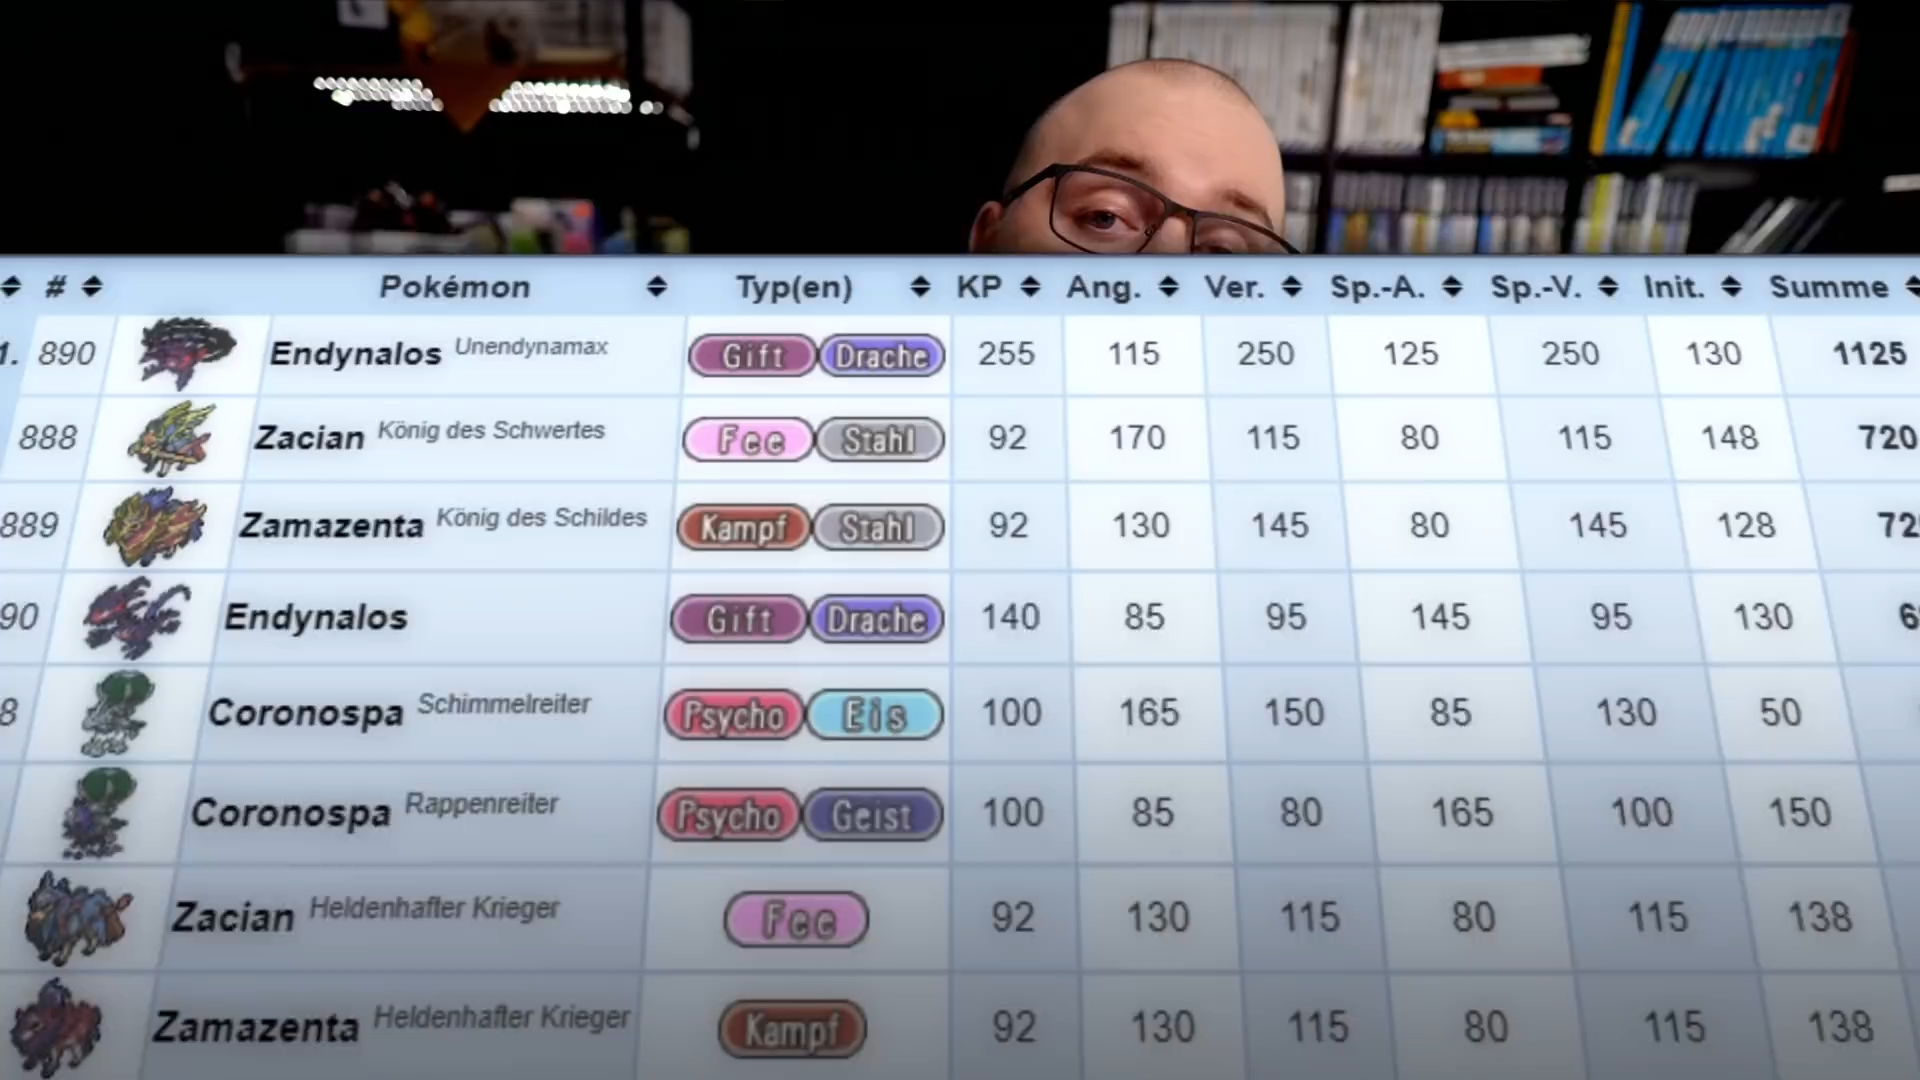 # Pokémon Typ(en) KP Ang. Ver. Sp.-A. Sp.-V. Init. Summe
1. 890 Endynalos Unendynamax Gift Drache 255 115 250 125 250 130 1125
888 Zacian König des Schwertes Fee Stahl 92 170 115 80 115 148 720
889 Zamazenta König des Schildes Kampf Stahl 92 130 145 80 145 128 72
90 Endynalos Gift Drache 140 85 95 145 95 130 6
8 Coronospa Schimmelreiter Psycho Eis 100 165 150 85 130 50
Coronospa Rappenreiter Psycho Geist 100 85 80 165 100 150
Zacian Heldenhafter Krieger Fee 92 130 115 80 115 138
Zamazenta Heldenhafter Krieger Kampf 92 130 115 80 115 138